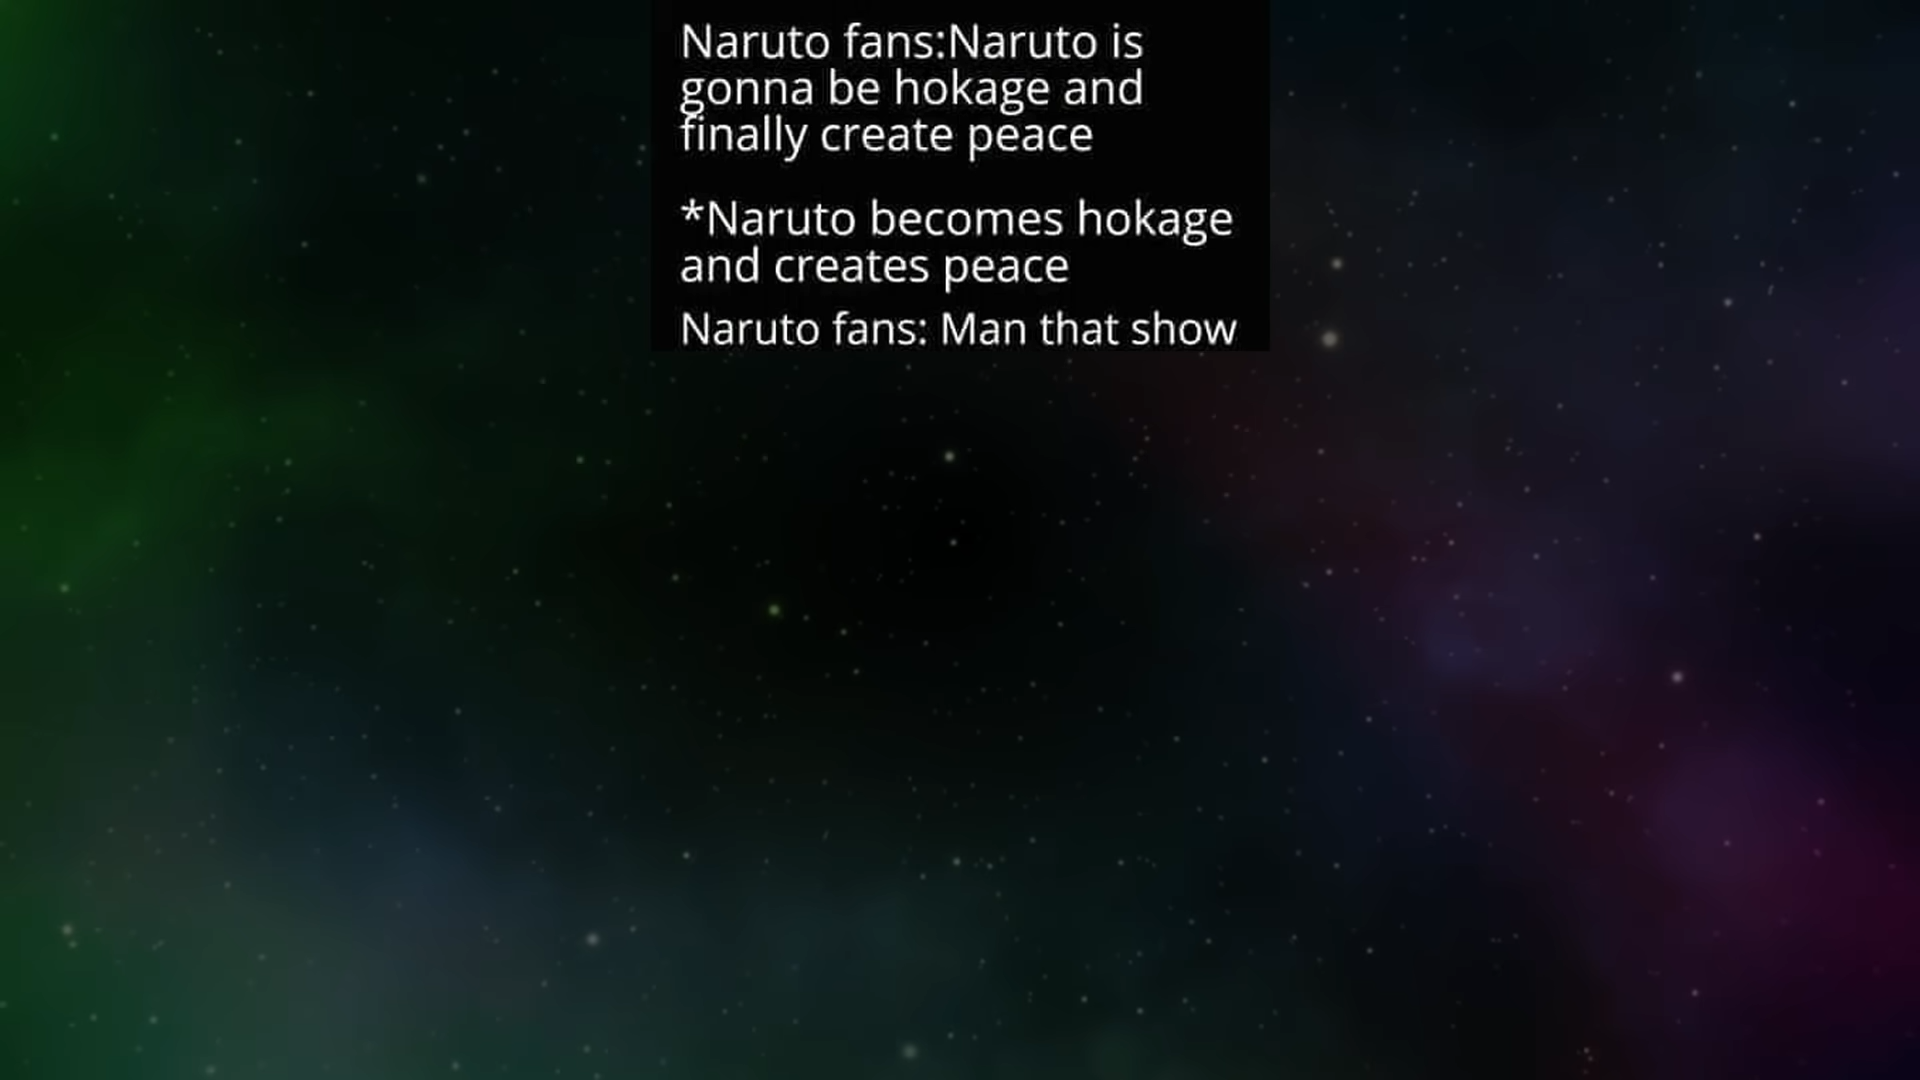 Naruto fans:Naruto is
gonna be hokage and
finally create peace
*Naruto becomes hokage
and creates peace
Naruto fans: Man that show